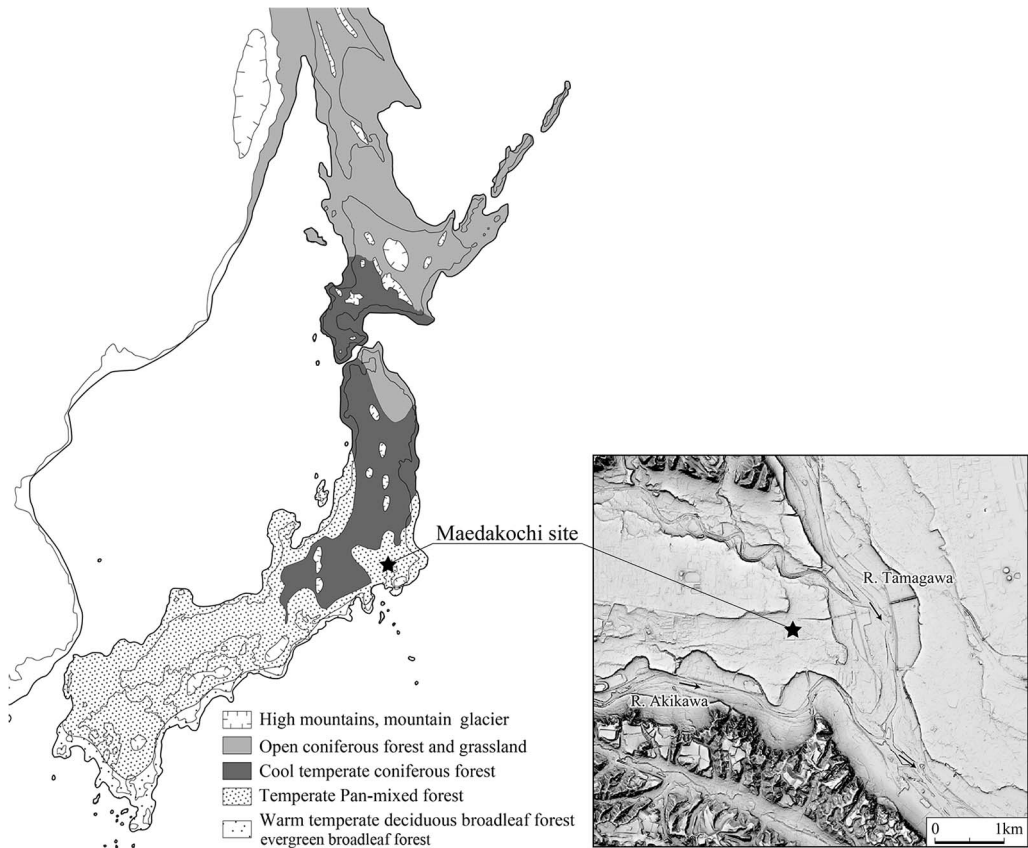 Maedakochi site
R. Tamagawa
R. Akikawa
High mountains, mountain glacier
Open coniferous forest and grassland
Cool temperate coniferous forest
Temperate Pan-mixed forest
Warm temperate deciduous broadleaf forest
evergreen broadleaf forest
0 1km